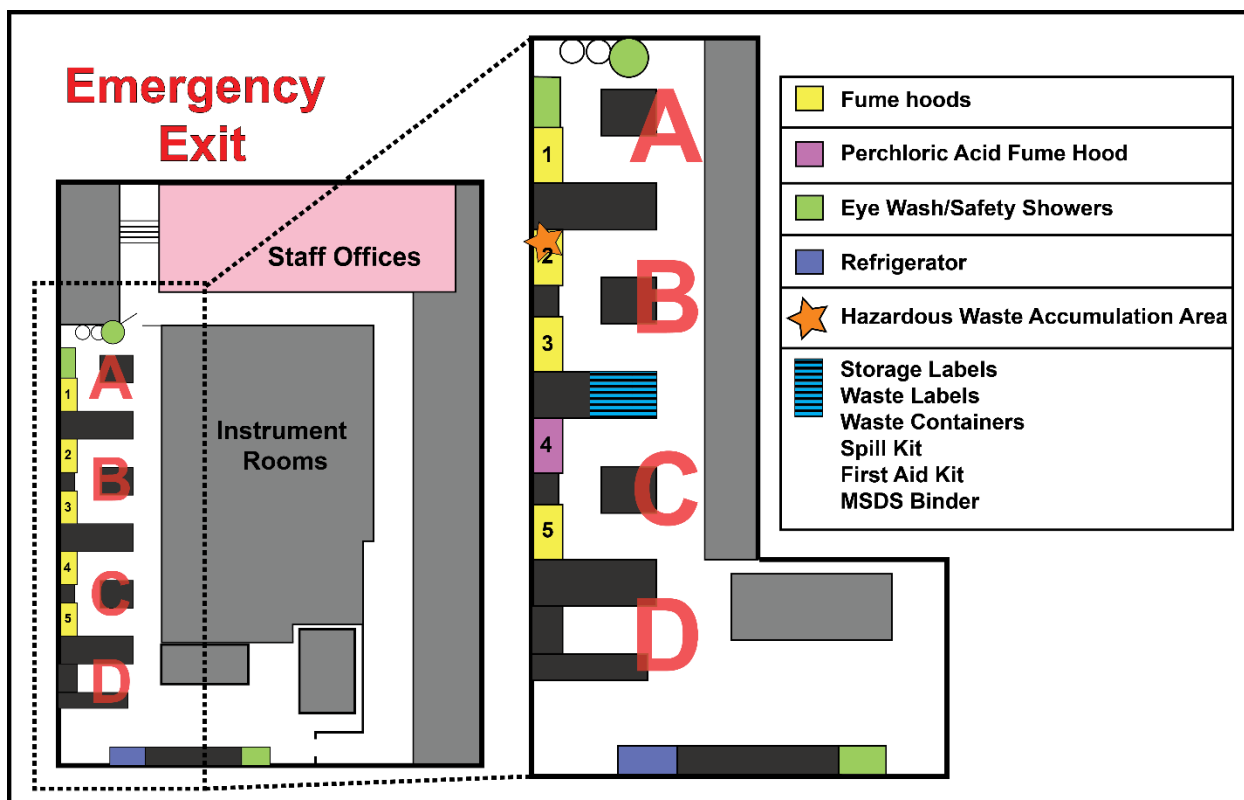 Emergency
Exit
Staff Offices
Instrument
Rooms
A
B
C
D
1
2
3
4
5
A
B
C
D
1
2
3
4
5
Fume hoods
Perchloric Acid Fume Hood
Eye Wash/Safety Showers
Refrigerator
Hazardous Waste Accumulation Area
Storage Labels
Waste Labels
Waste Containers
Spill Kit
First Aid Kit
MSDS Binder